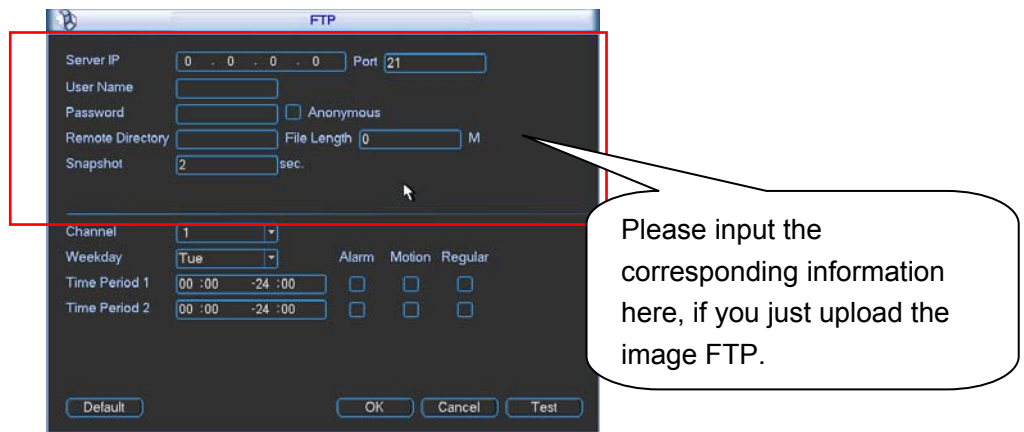 FTP
Server IP 0 . 0 . 0 . 0 Port 21
User Name
Password Anonymous
Remote Directory File Length 0 M
Snapshot 2 sec.
Channel 1
Weekday Tue Alarm Motion Regular
Time Period 1 00 :00 -24 :00
Time Period 2 00 :00 -24 :00
Default OK Cancel Test
Please input the
corresponding information
here, if you just upload the
image FTP.